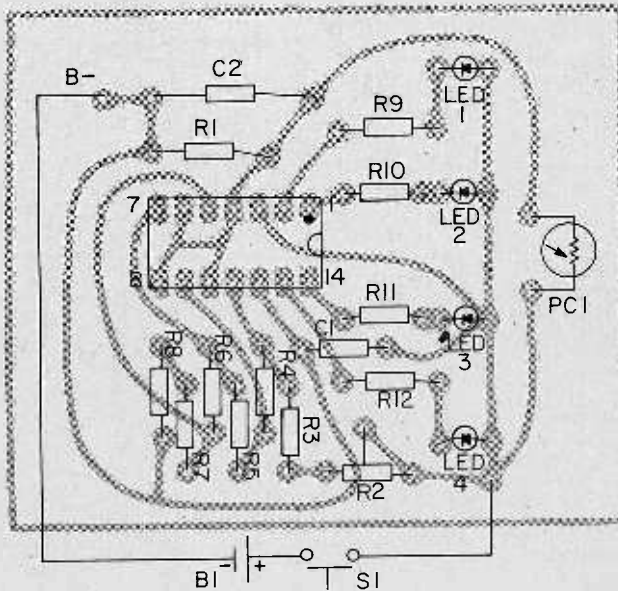 B-
C2
R1
R9
LED
1
R10
LED
2
7
1
8
14
PC1
R11
C1
LED
3
R12
R8
R6
R4
R3
R7
R5
R2
LED
4
B1
-
+
S1